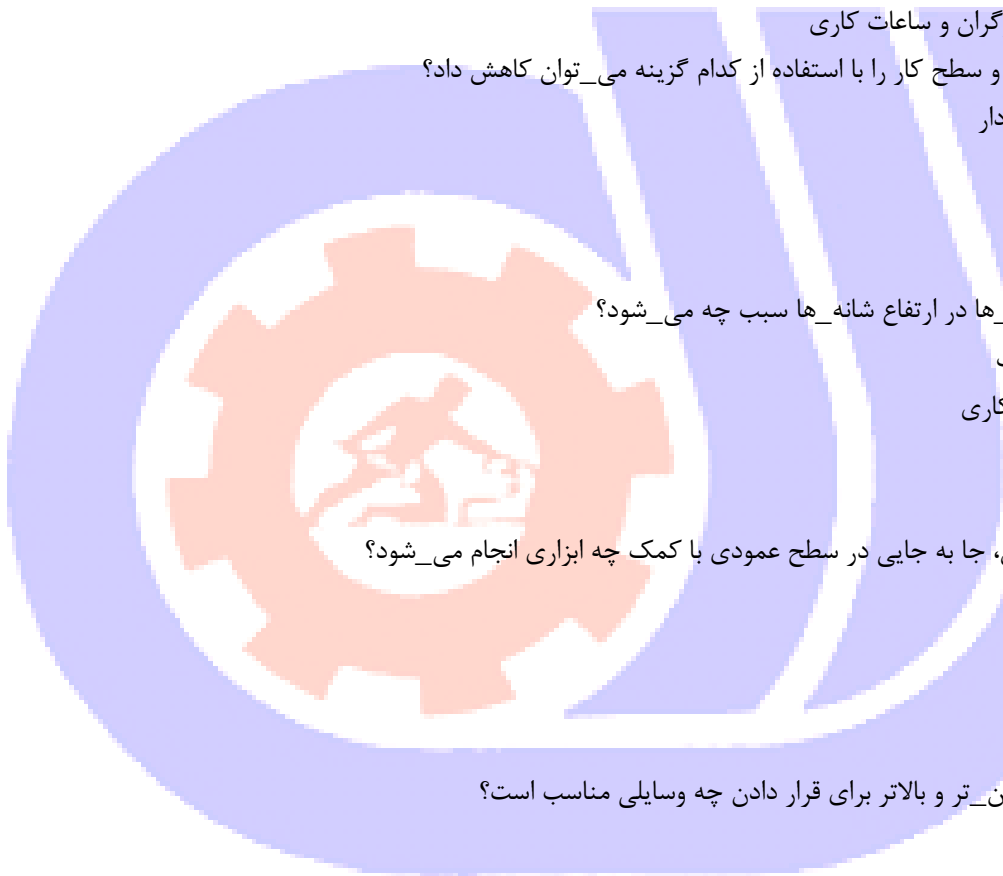 گران و ساعات کاری
و سطح کار را با استفاده از کدام گزینه می_توان کاهش داد؟
دار
_ها در ارتفاع شانه_ها سبب چه می_شود؟
کاری
، جا به جایی در سطح عمودی با کمک چه ابزاری انجام می_شود؟
ن_تر و بالاتر برای قرار دادن چه وسایلی مناسب است؟